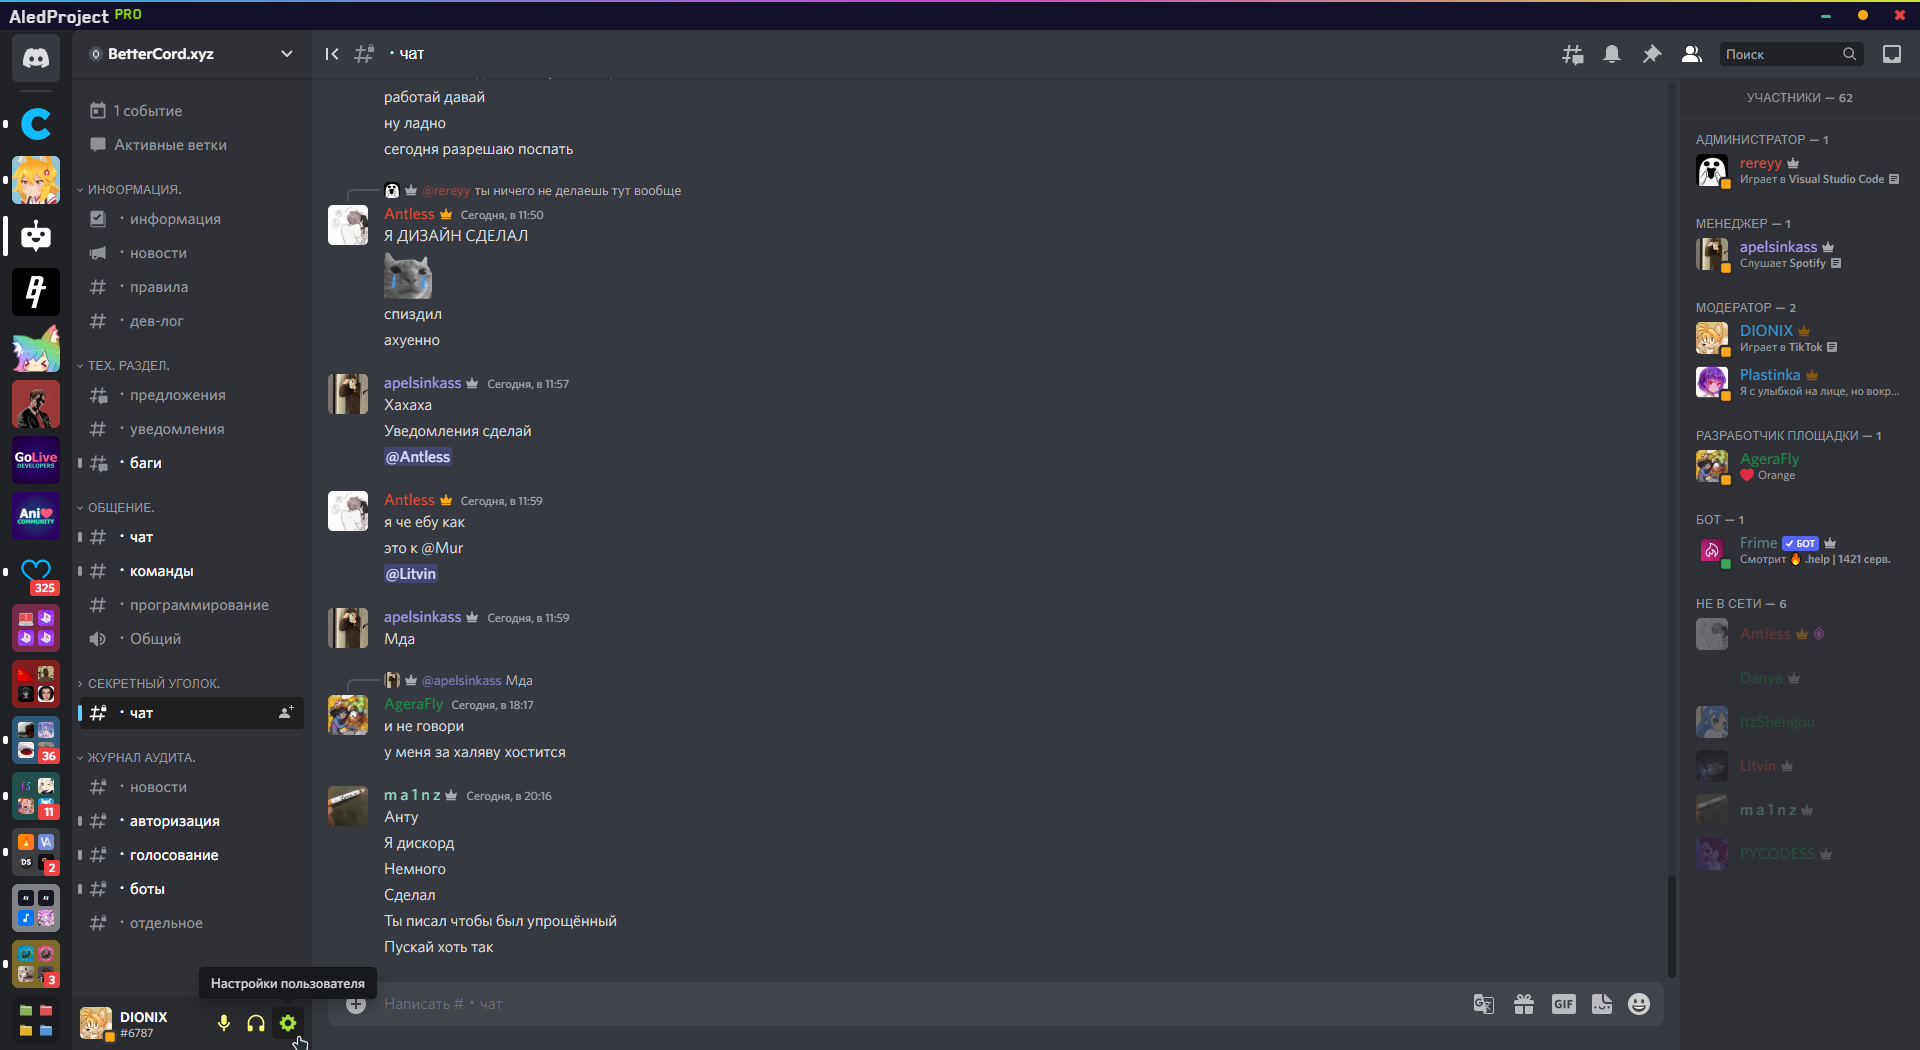 AledProject PRO
BetterCord.xyz
1 событие
Активные ветки
ИНФОРМАЦИЯ.
・информация
・новости
・правила
・дев-лог
ТЕХ. РАЗДЕЛ.
・предложения
・уведомления
・баги
ОБЩЕНИЕ.
・чат
・команды
・программирование
・Общий
СЕКРЕТНЫЙ УГОЛОК.
・чат
ЖУРНАЛ АУДИТА.
・новости
・авторизация
・голосование
・боты
・отдельное
Настройки пользователя
DIONIX
#6787
GoLive
DEVELOPERS
Ani
COMMUNITY
325
36
11
VA
DS
2
3
・чат
Поиск
работай давай
ну ладно
сегодня разрешаю поспать
@rereyy ты ничего не делаешь тут вообще
Antless Сегодня, в 11:50
Я ДИЗАЙН СДЕЛАЛ
спиздил
ахуенно
apelsinkass Сегодня, в 11:57
Хахаха
Уведомления сделай
@Antless
Antless Сегодня, в 11:59
я че ебу как
это к @Mur
@Litvin
apelsinkass Сегодня, в 11:59
Мда
@apelsinkass Мда
AgeraFly Сегодня, в 18:17
и не говори
у меня за халяву хостится
m a 1 n z Сегодня, в 20:16
Анту
Я дискорд
Немного
Сделал
Ты писал чтобы был упрощённый
Пускай хоть так
Написать #・чат
GIF
УЧАСТНИКИ — 62
АДМИНИСТРАТОР — 1
rereyy
Играет в Visual Studio Code
МЕНЕДЖЕР — 1
apelsinkass
Слушает Spotify
МОДЕРАТОР — 2
DIONIX
Играет в TikTok
Plastinka
Я с улыбкой на лице, но вокр...
РАЗРАБОТЧИК ПЛОЩАДКИ — 1
AgeraFly
Orange
БОТ — 1
Frime БОТ
Смотрит .help | 1421 серв.
НЕ В СЕТИ — 6
Antless
Danya
ItzShengou
Litvin
m a 1 n z
PYCODESS